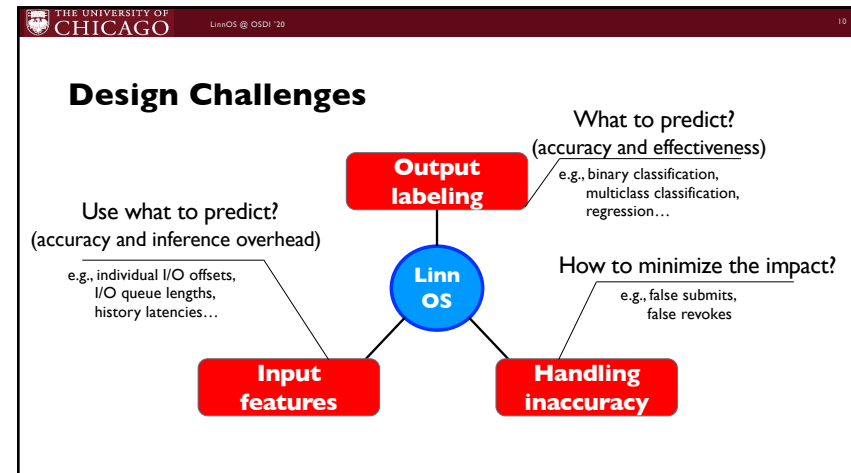 THE UNIVERSITY OF
CHICAGO
LinnOS @ OSDI '20
10
Design Challenges
What to predict?
(accuracy and effectiveness)
e.g., binary classification,
multiclass classification,
regression…
Output
labeling
Use what to predict?
(accuracy and inference overhead)
e.g., individual I/O offsets,
I/O queue lengths,
history latencies…
Linn
OS
How to minimize the impact?
e.g., false submits,
false revokes
Input
features
Handling
inaccuracy